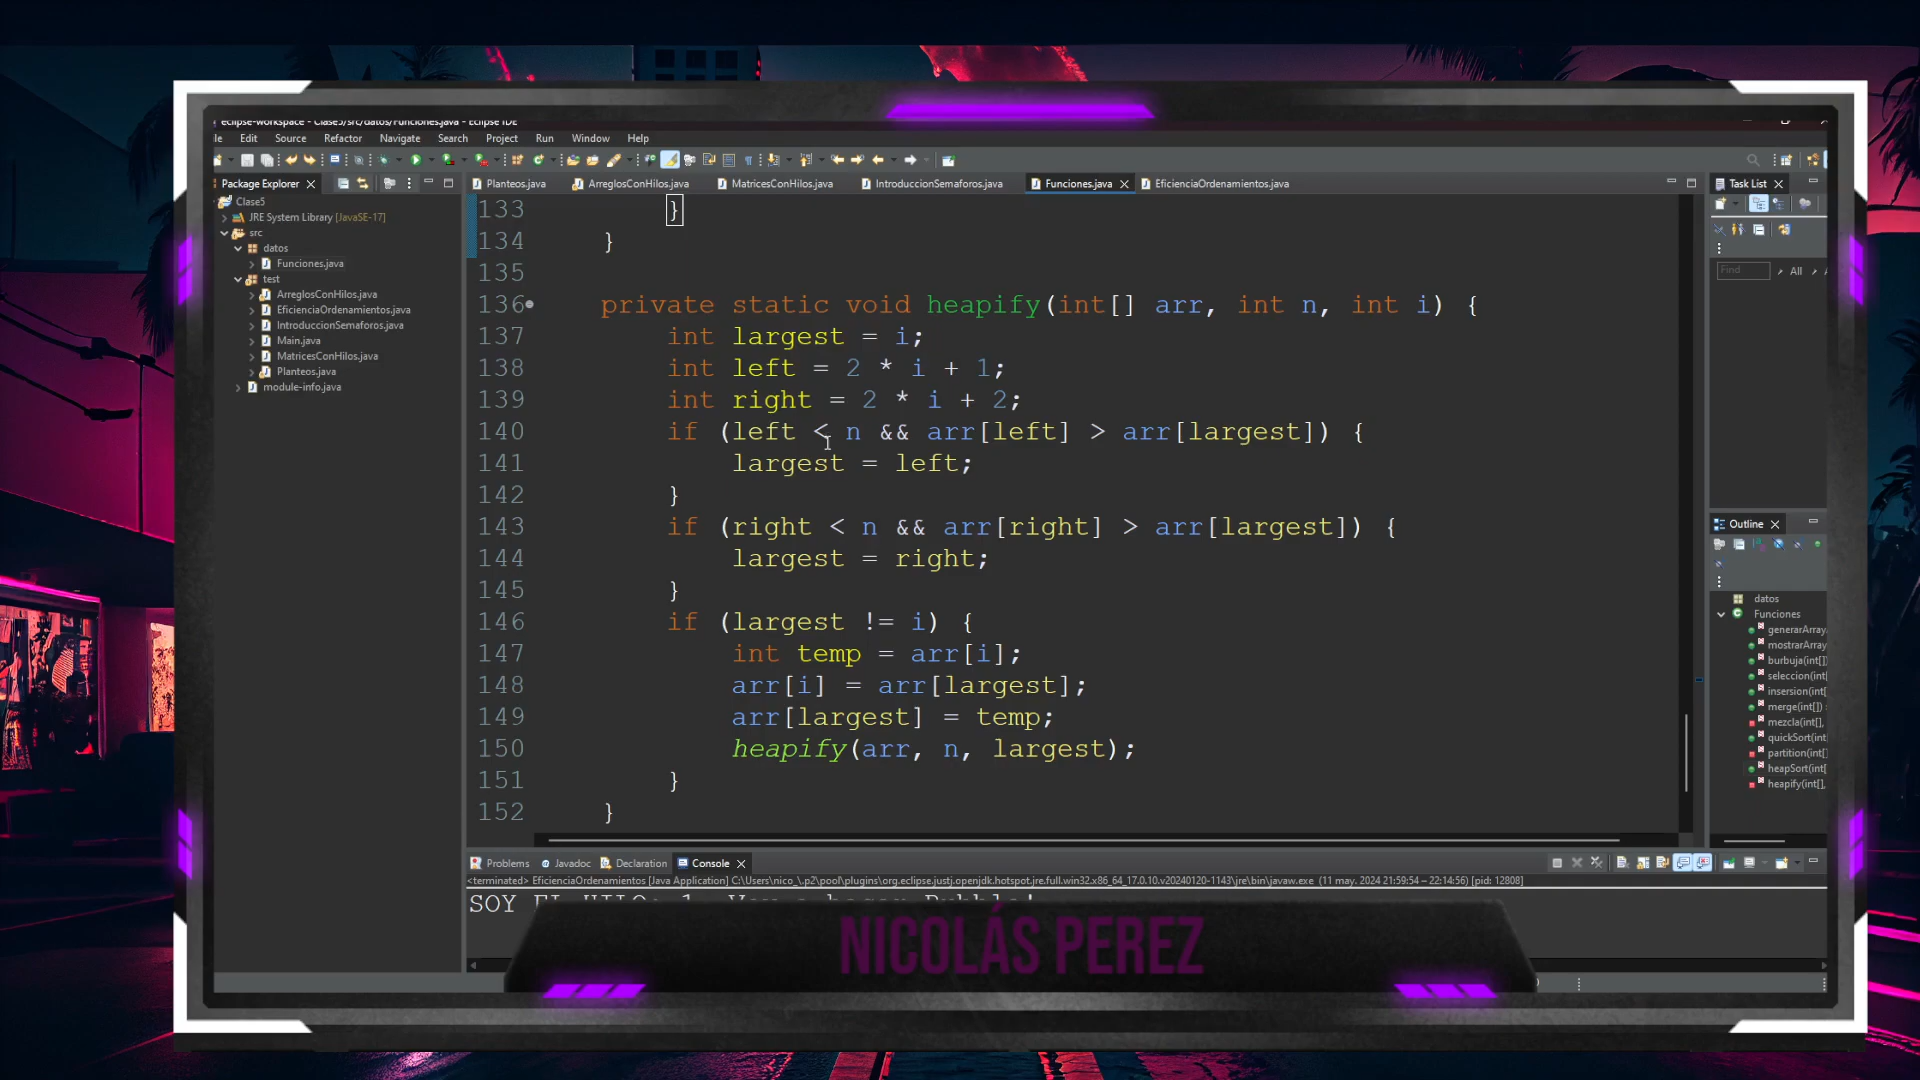 eclipse-workspace - Clase5/src/datos/Funciones.java - Eclipse IDE
Edit Source Refactor Navigate Search Project Run Window Help
Package Explorer
Planteos.java ArreglosConHilos.java MatricesConHilos.java IntroduccionSemaforos.java Funciones.java EficienciaOrdenamientos.java
Task List
Clase5
JRE System Library [JavaSE-17]
src
datos
Funciones.java
test
ArreglosConHilos.java
EficienciaOrdenamientos.java
IntroduccionSemaforos.java
Main.java
MatricesConHilos.java
Planteos.java
module-info.java
133 }
134 }
135
136 private static void heapify(int[] arr, int n, int i) {
137 int largest = i;
138 int left = 2 * i + 1;
139 int right = 2 * i + 2;
140 if (left < n && arr[left] > arr[largest]) {
141 largest = left;
142 }
143 if (right < n && arr[right] > arr[largest]) {
144 largest = right;
145 }
146 if (largest != i) {
147 int temp = arr[i];
148 arr[i] = arr[largest];
149 arr[largest] = temp;
150 heapify(arr, n, largest);
151 }
152 }
Find All
Outline
datos
Funciones
generarArray
mostrarArray
burbuja(int[])
seleccion(int
insersion(int[
merge(int[])
mezcla(int[],
quickSort(int
partition(int[
heapSort(int[
heapify(int[],
Problems Javadoc Declaration Console
<terminated> EficienciaOrdenamientos [Java Application] C:\Users\nico_\.p2\pool\plugins\org.eclipse.justj.openjdk.hotspot.jre.full.win32.x86_64_17.0.10.v20240120-1143\jre\bin\javaw.exe (11 may. 2024 21:59:54 – 22:14:56) [pid: 12808]
SOY EL HILO: 1
NICOLÁS PEREZ